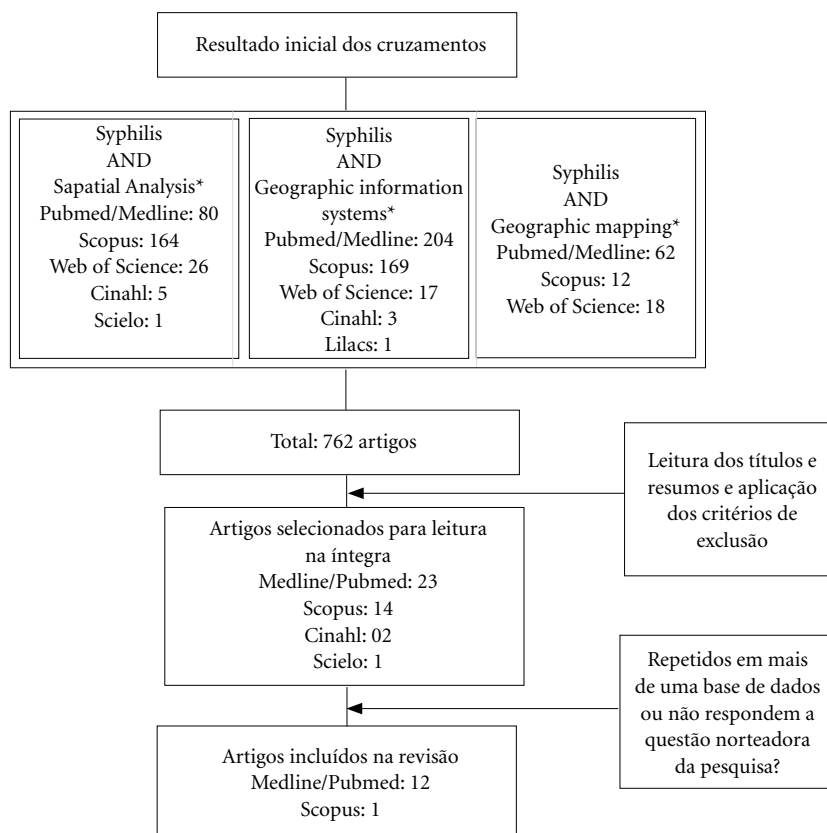 Resultado inicial dos cruzamentos
Syphilis
AND
Sapatial Analysis*
Pubmed/Medline: 80
Scopus: 164
Web of Science: 26
Cinahl: 5
Scielo: 1
Syphilis
AND
Geographic information
systems*
Pubmed/Medline: 204
Scopus: 169
Web of Science: 17
Cinahl: 3
Lilacs: 1
Syphilis
AND
Geographic mapping*
Pubmed/Medline: 62
Scopus: 12
Web of Science: 18
Total: 762 artigos
Leitura dos títulos e
resumos e aplicação
dos critérios de
exclusão
Artigos selecionados para leitura
na íntegra
Medline/Pubmed: 23
Scopus: 14
Cinahl: 02
Scielo: 1
Repetidos em mais
de uma base de dados
ou não respondem a
questão norteadora
da pesquisa?
Artigos incluídos na revisão
Medline/Pubmed: 12
Scopus: 1